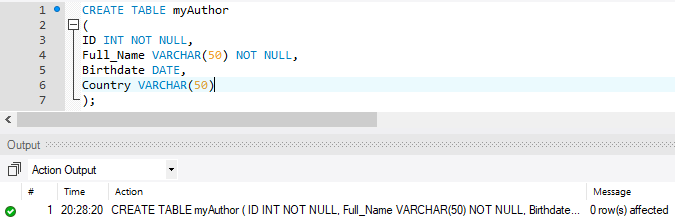 1 CREATE TABLE myAuthor
2 (
3 ID INT NOT NULL,
4 Full_Name VARCHAR(50) NOT NULL,
5 Birthdate DATE,
6 Country VARCHAR(50)
7 );
Output
Action Output
# Time Action Message
1 20:28:20 CREATE TABLE myAuthor ( ID INT NOT NULL, Full_Name VARCHAR(50) NOT NULL, Birthdate... 0 row(s) affected